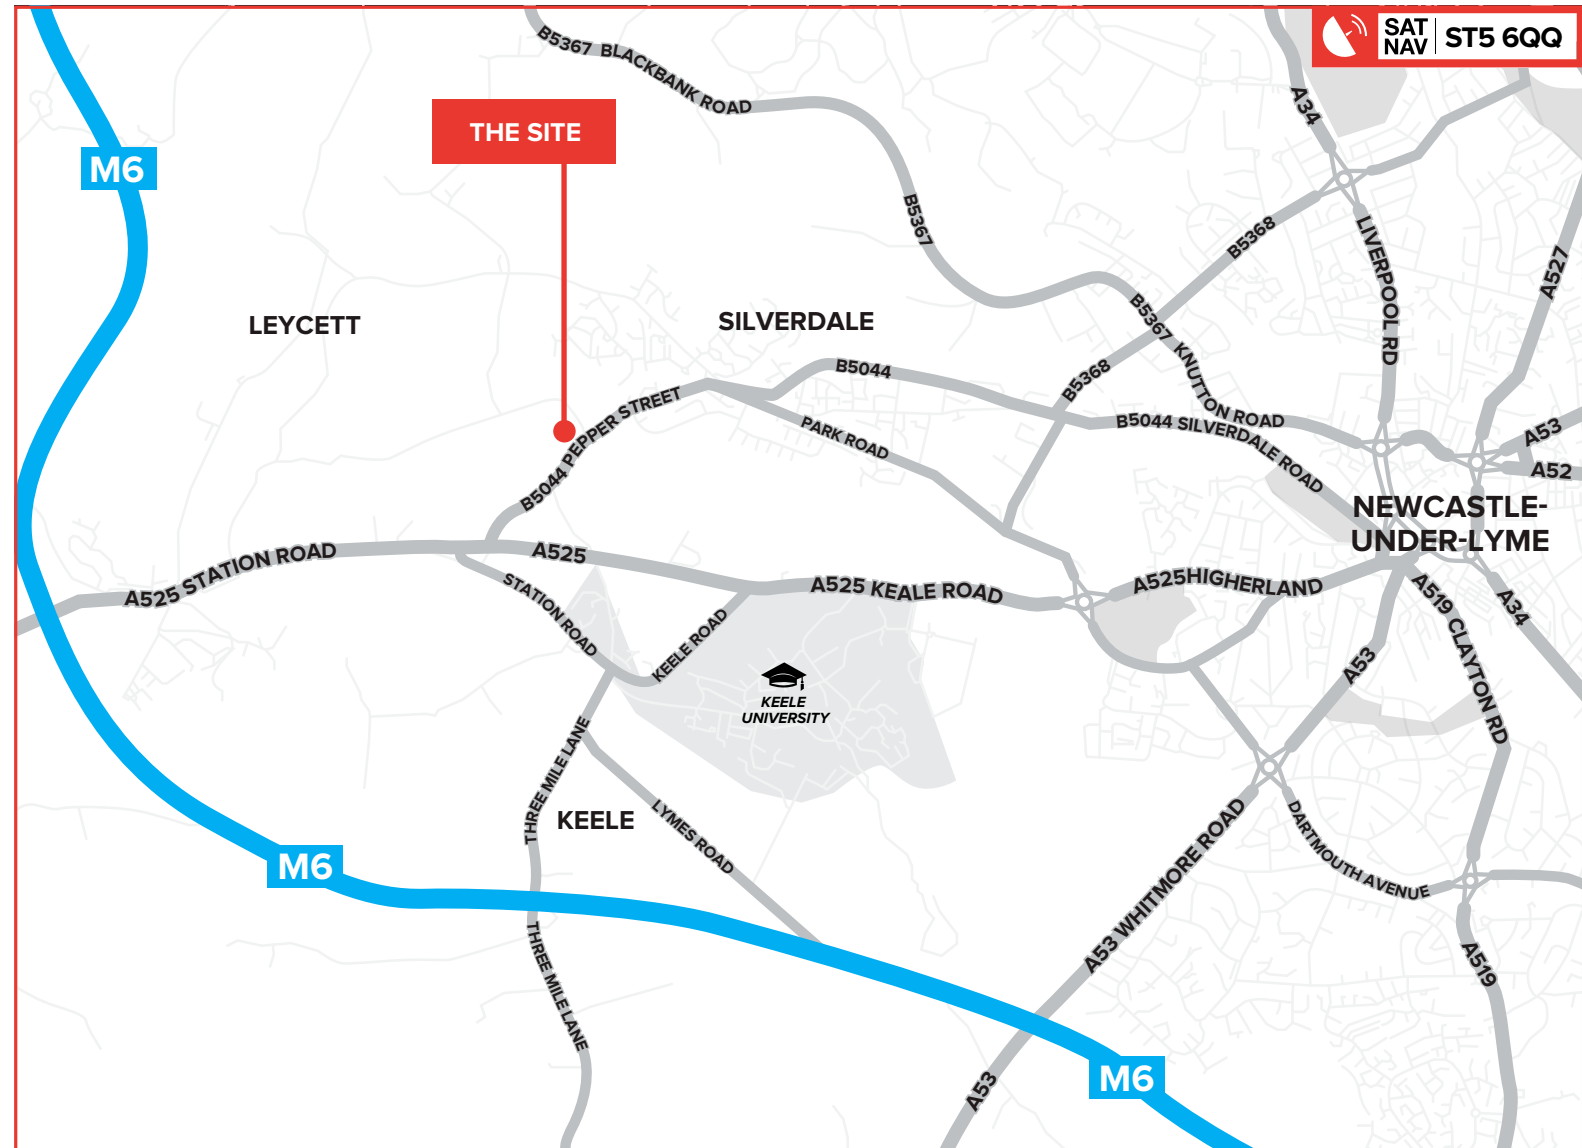 SAT
NAV
ST5 6QQ
B5367 BLACKBANK ROAD
A34
THE SITE
M6
B5367
B5368
LIVERPOOL RD
A527
LEYCETT
SILVERDALE
B5367
KNUTTON ROAD
B5044
B5368
B5044 PEPPER STREET
PARK ROAD
B5044 SILVERDALE ROAD
A53
A52
NEWCASTLE-
UNDER-LYME
A525 STATION ROAD
A525
STATION ROAD
A525 KEALE ROAD
A525HIGHERLAND
A519 CLAYTON RD
A34
KEELE ROAD
A53
KEELE
UNIVERSITY
THREE MILE LANE
KEELE
LYMES ROAD
M6
A53 WHITMORE ROAD
DARTMOUTH AVENUE
THREE MILE LANE
A519
A53
M6